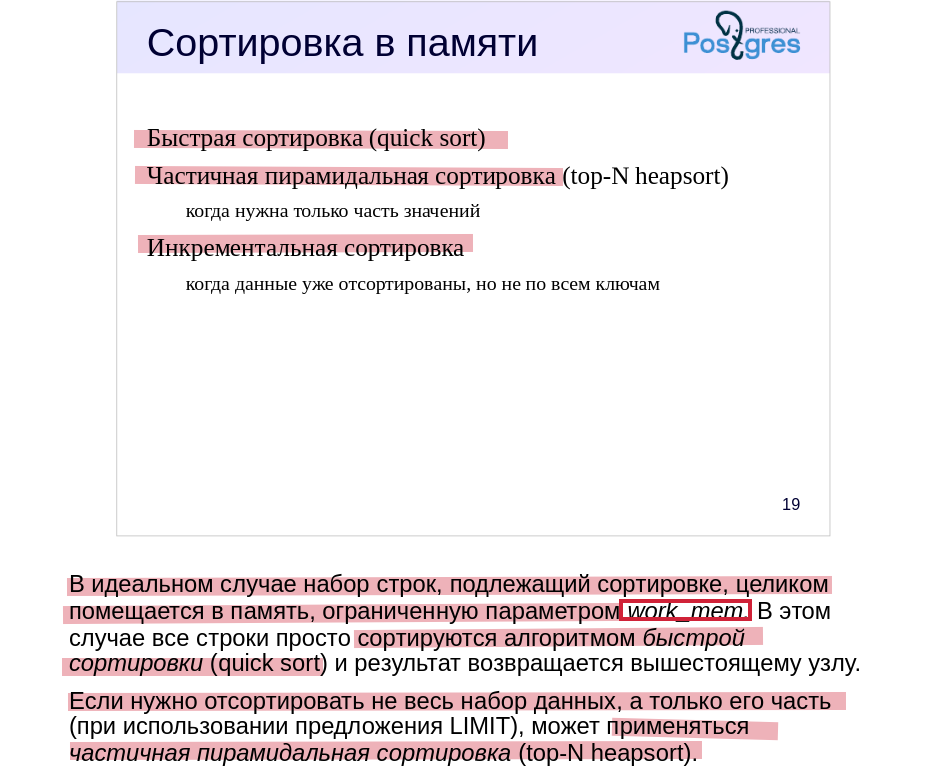 Сортировка в памяти
PROFESSIONAL
Postgres
Быстрая сортировка (quick sort)
Частичная пирамидальная сортировка (top-N heapsort)
когда нужна только часть значений
Инкрементальная сортировка
когда данные уже отсортированы, но не по всем ключам
19
В идеальном случае набор строк, подлежащий сортировке, целиком
помещается в память, ограниченную параметром work_mem. В этом
случае все строки просто сортируются алгоритмом быстрой
сортировки (quick sort) и результат возвращается вышестоящему узлу.
Если нужно отсортировать не весь набор данных, а только его часть
(при использовании предложения LIMIT), может применяться
частичная пирамидальная сортировка (top-N heapsort).